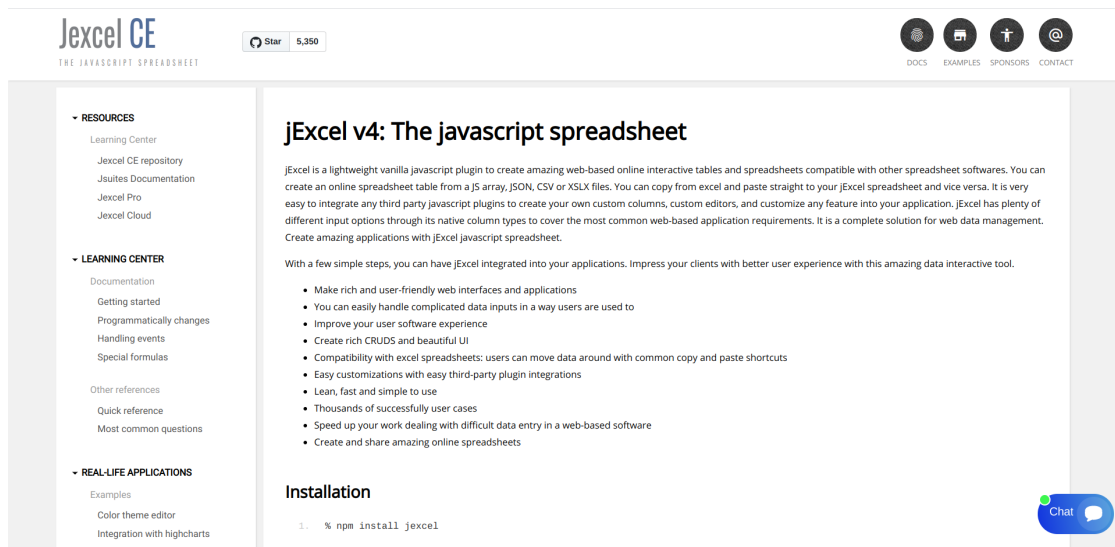 Jexcel CE
THE JAVASCRIPT SPREADSHEET
Star 5,350
DOCS EXAMPLES SPONSORS CONTACT
RESOURCES
Learning Center
Jexcel CE repository
Jsuites Documentation
Jexcel Pro
Jexcel Cloud
LEARNING CENTER
Documentation
Getting started
Programmatically changes
Handling events
Special formulas
Other references
Quick reference
Most common questions
REAL-LIFE APPLICATIONS
Examples
Color theme editor
Integration with highcharts
jExcel v4: The javascript spreadsheet
jExcel is a lightweight vanilla javascript plugin to create amazing web-based online interactive tables and spreadsheets compatible with other spreadsheet softwares. You can
create an online spreadsheet table from a JS array, JSON, CSV or XSLX files. You can copy from excel and paste straight to your jExcel spreadsheet and vice versa. It is very
easy to integrate any third party javascript plugins to create your own custom columns, custom editors, and customize any feature into your application. jExcel has plenty of
different input options through its native column types to cover the most common web-based application requirements. It is a complete solution for web data management.
Create amazing applications with jExcel javascript spreadsheet.
With a few simple steps, you can have jExcel integrated into your applications. Impress your clients with better user experience with this amazing data interactive tool.
• Make rich and user-friendly web interfaces and applications
• You can easily handle complicated data inputs in a way users are used to
• Improve your user software experience
• Create rich CRUDS and beautiful UI
• Compatibility with excel spreadsheets: users can move data around with common copy and paste shortcuts
• Easy customizations with easy third-party plugin integrations
• Lean, fast and simple to use
• Thousands of successfully user cases
• Speed up your work dealing with difficult data entry in a web-based software
• Create and share amazing online spreadsheets
Installation
1. % npm install jexcel
Chat